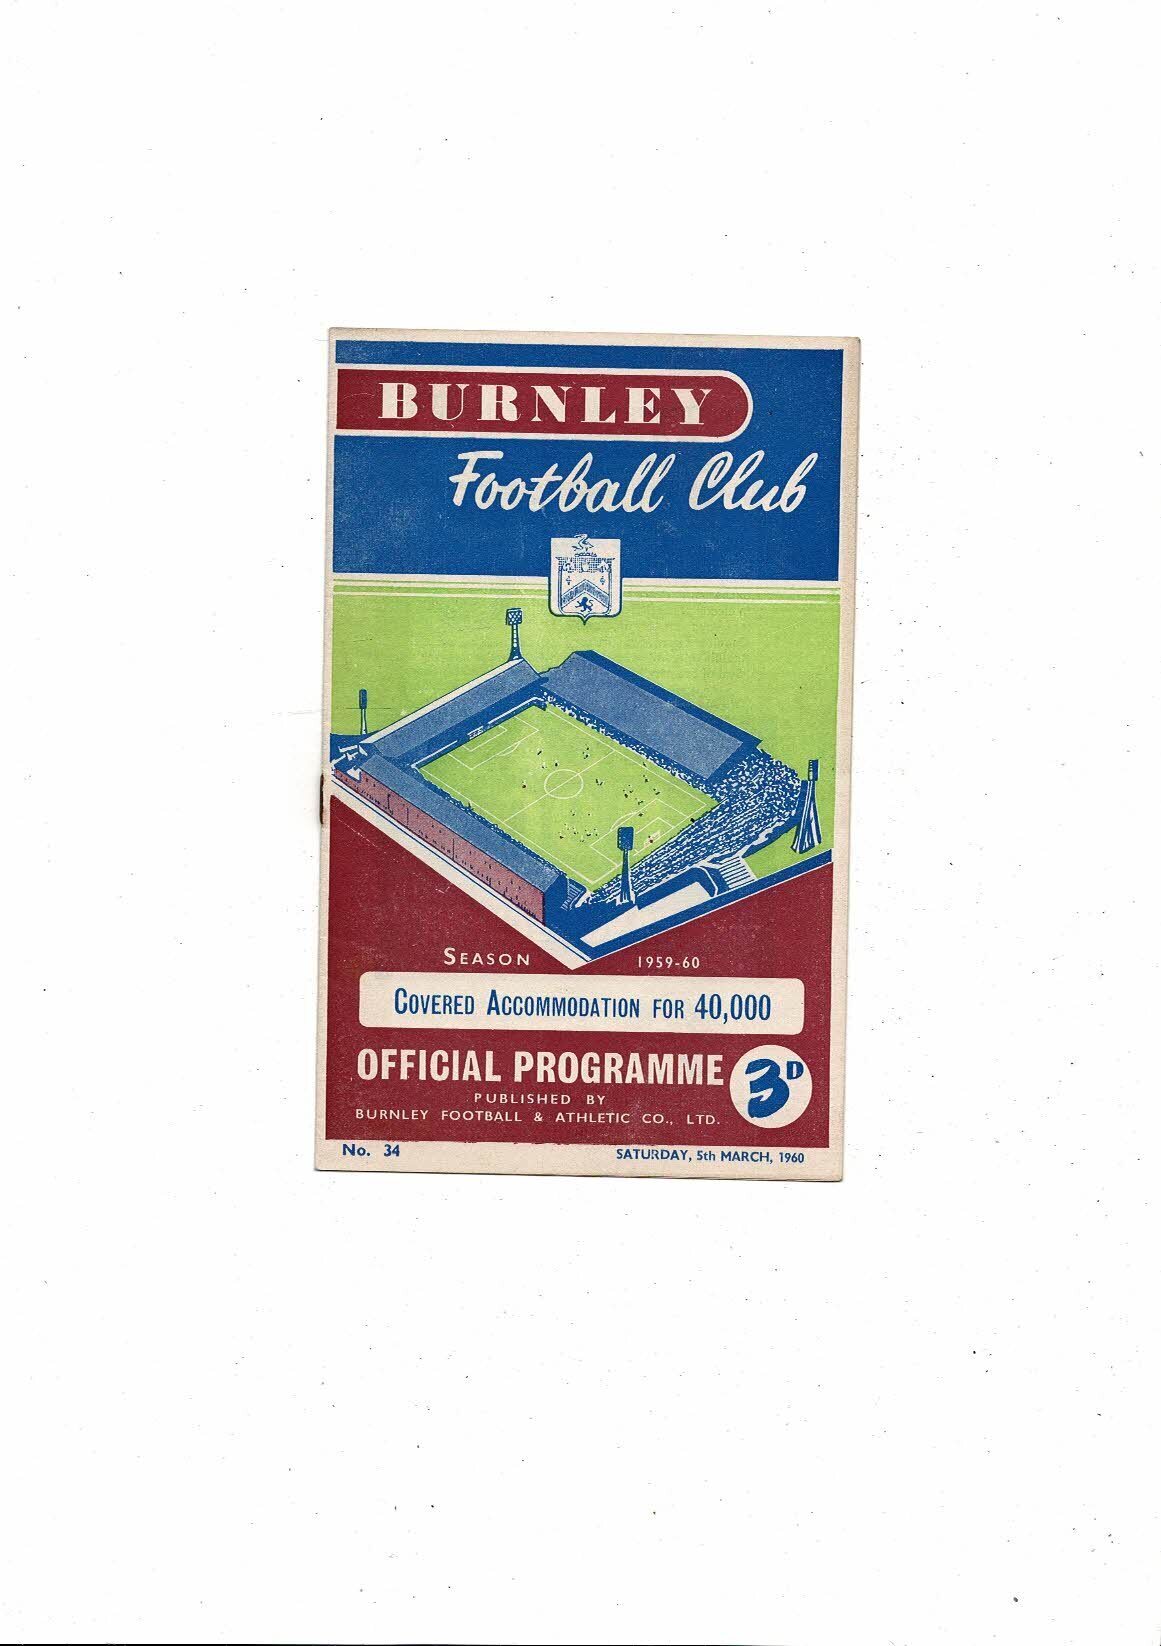 BURNLEY
Football Club
SEASON 1959-60
COVERED ACCOMMODATION FOR 40,000
OFFICIAL PROGRAMME 3D
PUBLISHED BY
BURNLEY FOOTBALL & ATHLETIC CO., LTD.
No. 34 SATURDAY, 5th MARCH, 1960